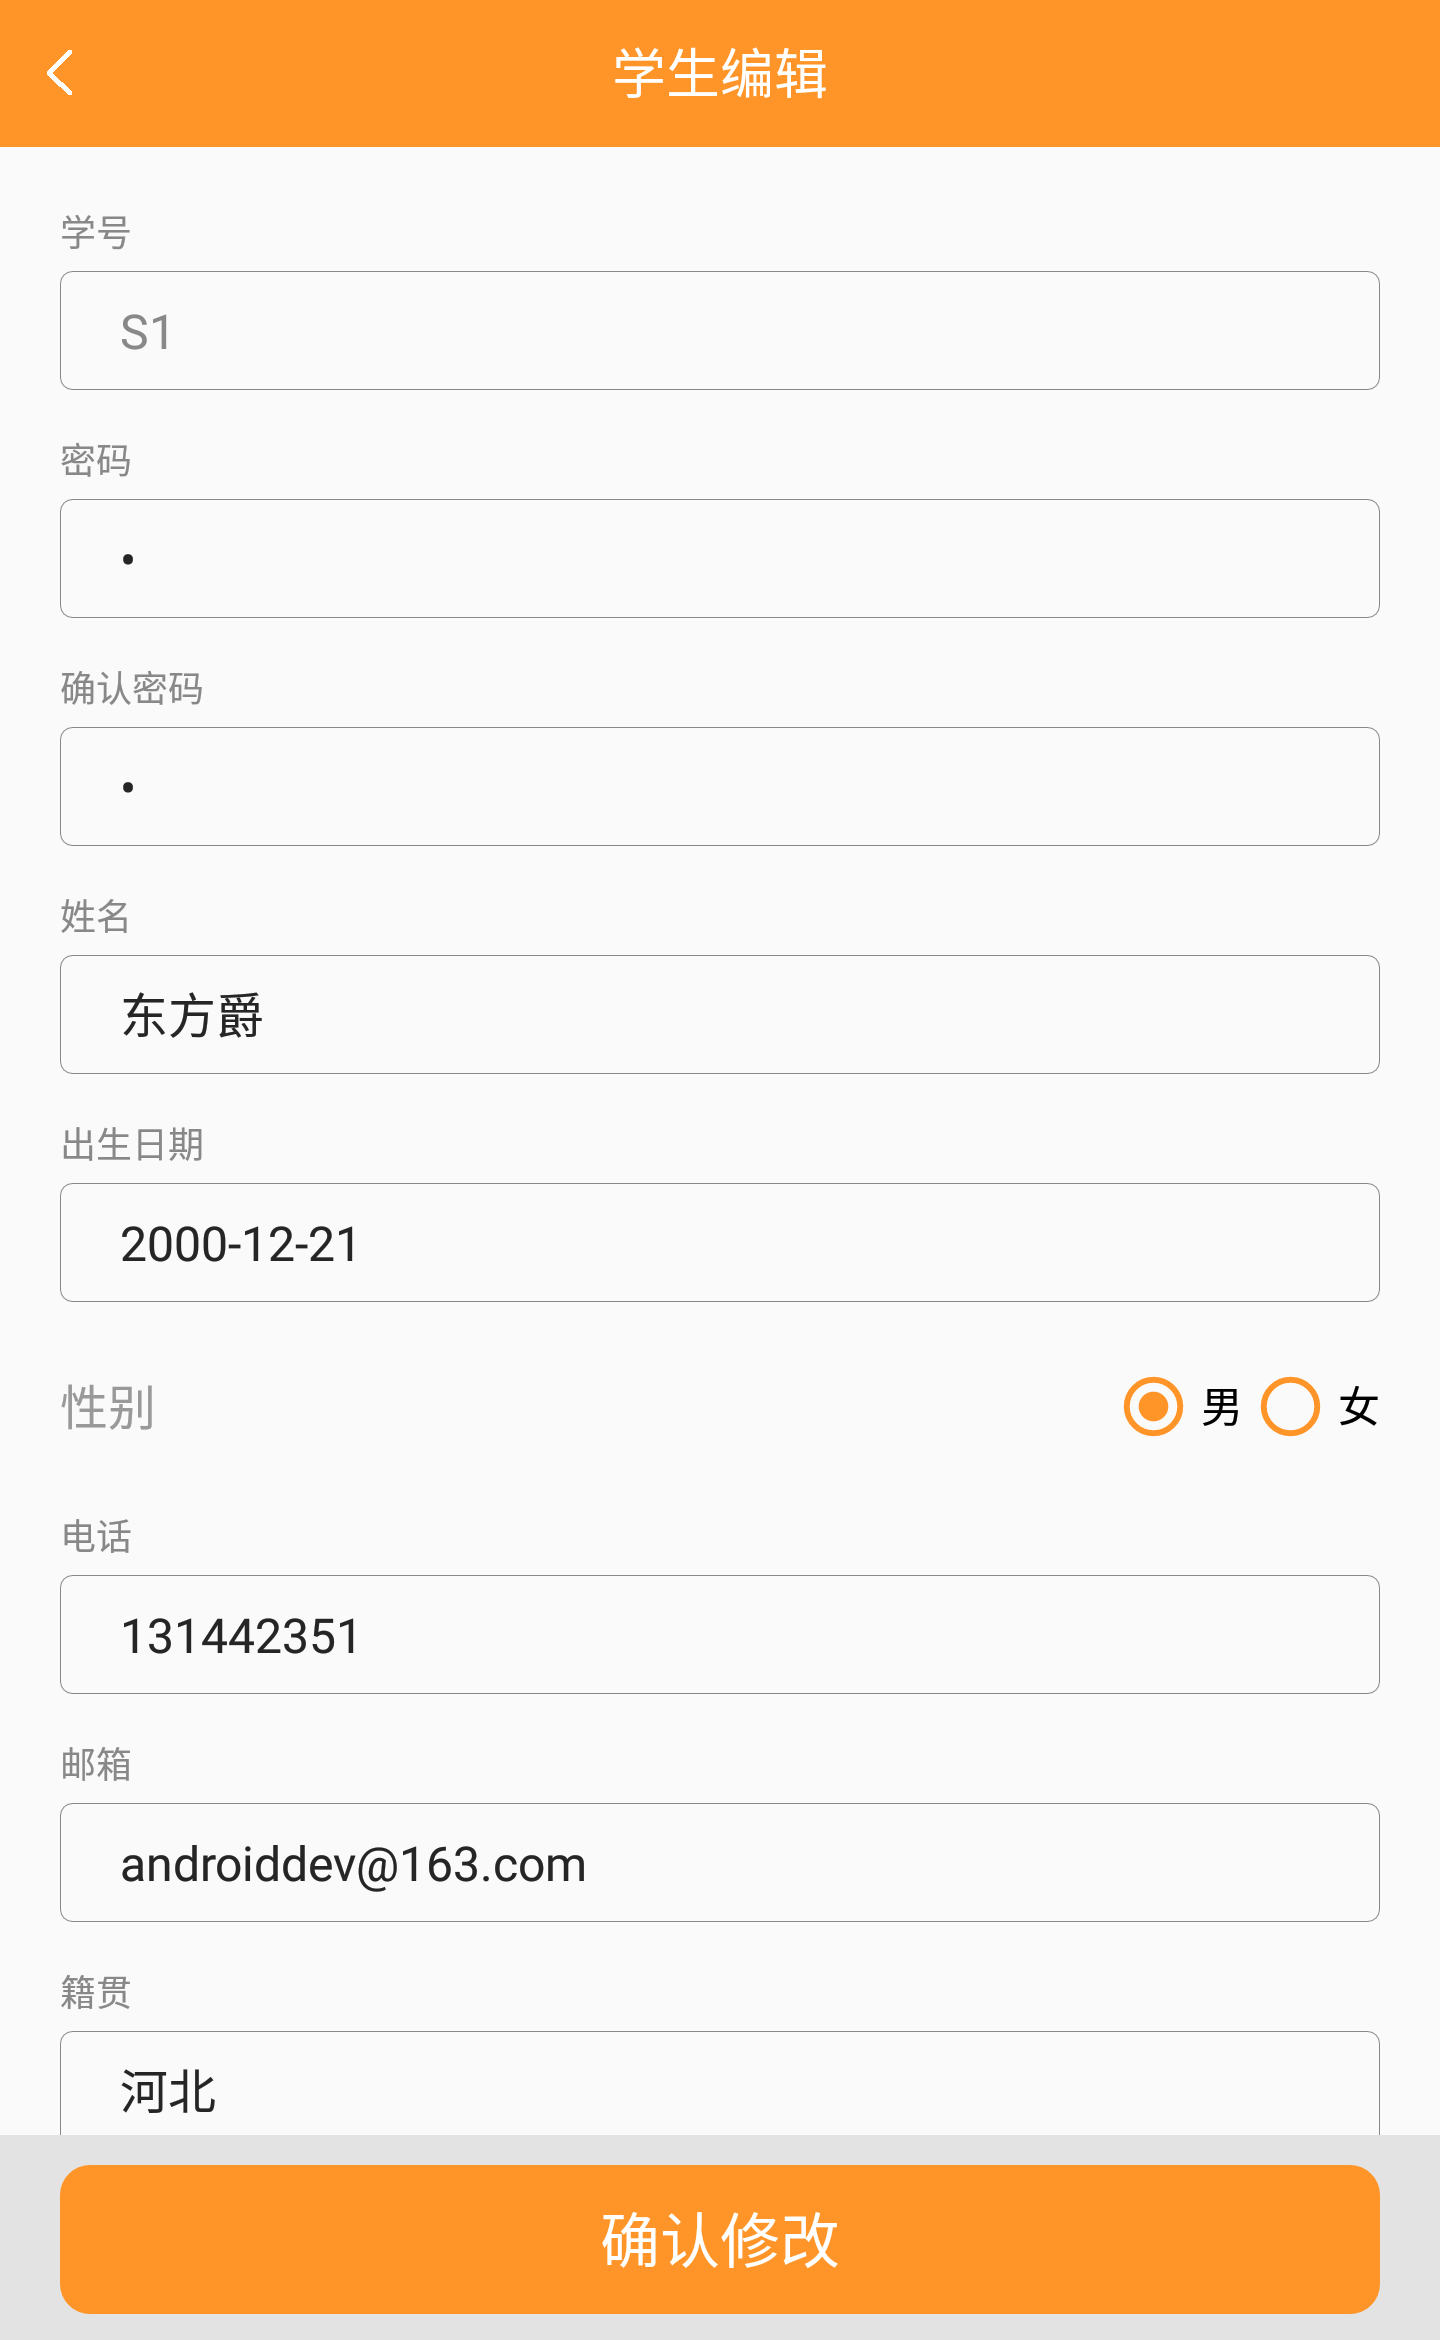 学生编辑
学号
S1
密码
•
确认密码
•
姓名
东方爵
出生日期
2000-12-21
性别 男 女
电话
131442351
邮箱
androiddev@163.com
籍贯
河北
确认修改